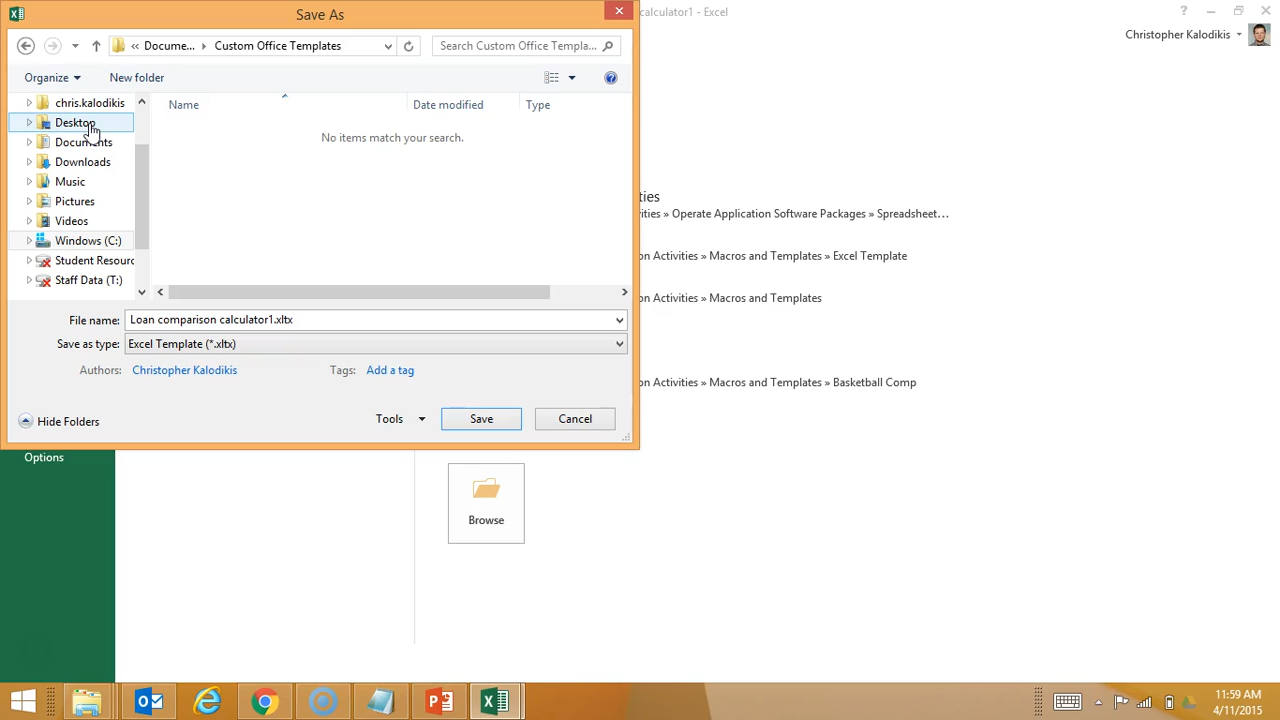 Save As
calculator1 - Excel
?
Christopher Kalodikis
« Docume... Custom Office Templates
Search Custom Office Templa...
Organize
New folder
chris.kalodikis
Desktop
Documents
Downloads
Music
Pictures
Videos
Windows (C:)
Student Resourc
Staff Data (T:)
Name
Date modified
Type
No items match your search.
File name: Loan comparison calculator1.xltx
Save as type: Excel Template (*.xltx)
Authors: Christopher Kalodikis
Tags: Add a tag
Hide Folders
Tools
Save
Cancel
ties
ities » Operate Application Software Packages » Spreadsheet...
on Activities » Macros and Templates » Excel Template
on Activities » Macros and Templates
on Activities » Macros and Templates » Basketball Comp
Options
Browse
11:59 AM
4/11/2015